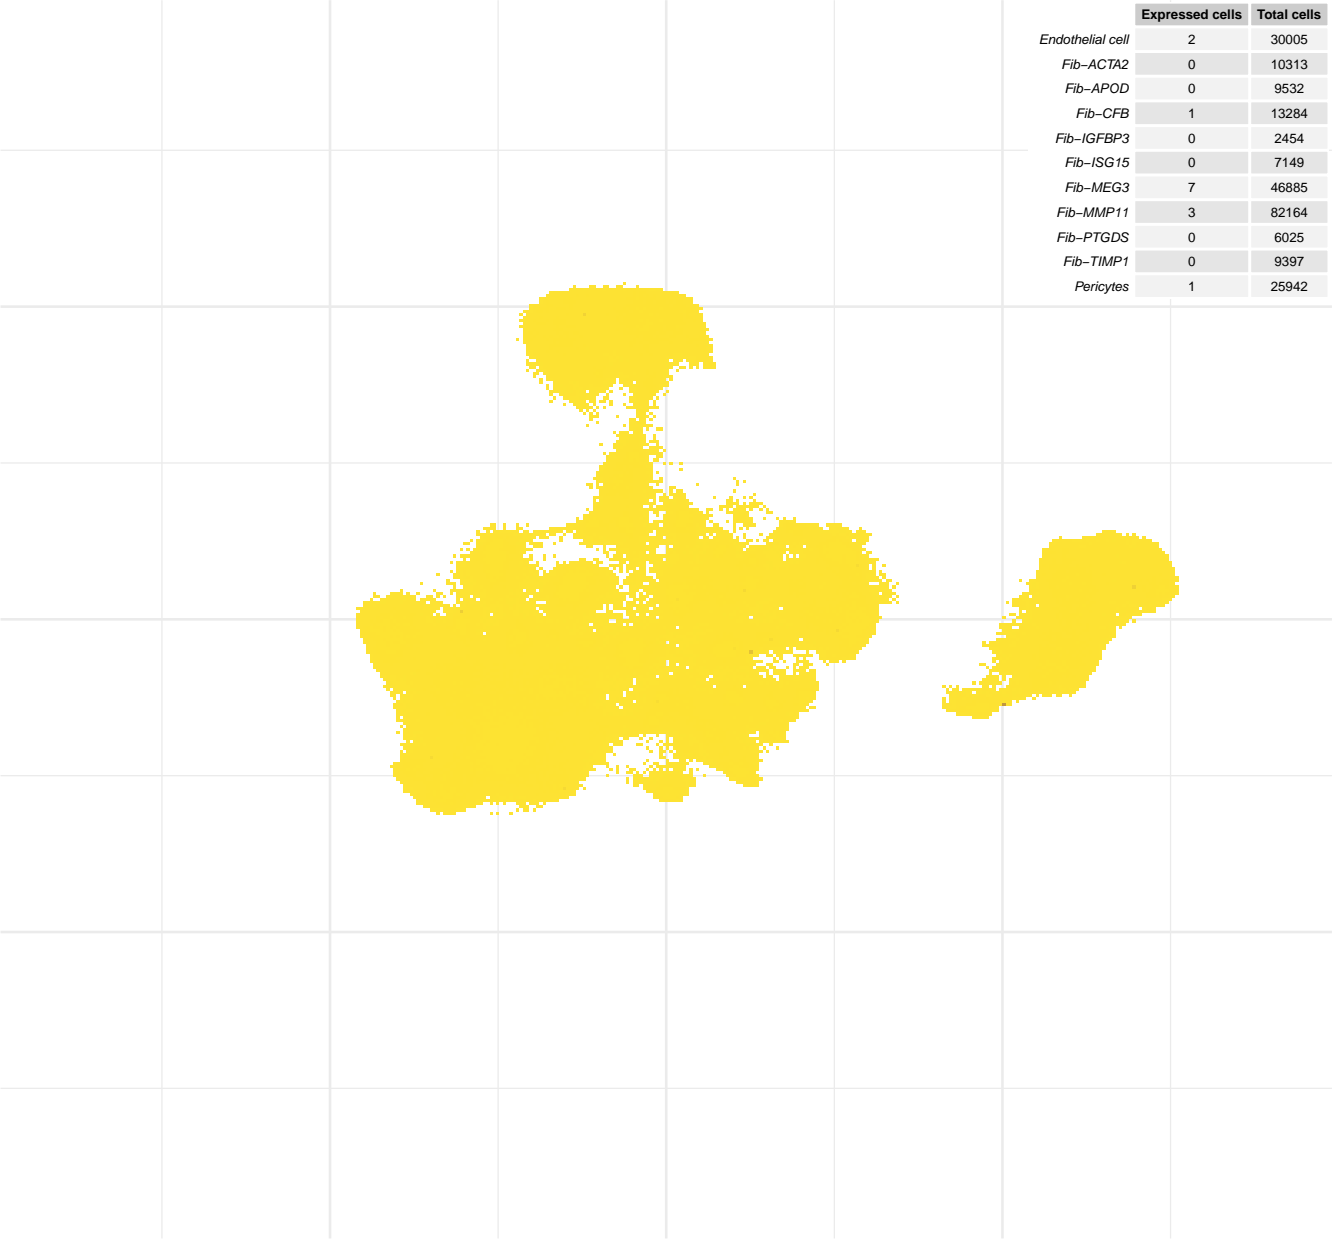 Expressed cells Total cells
Endothelial cell 2 30005
Fib−ACTA2 0 10313
Fib−APOD 0 9532
Fib−CFB 1 13284
Fib−IGFBP3 0 2454
Fib−ISG15 0 7149
Fib−MEG3 7 46885
Fib−MMP11 3 82164
Fib−PTGDS 0 6025
Fib−TIMP1 0 9397
Pericytes 1 25942